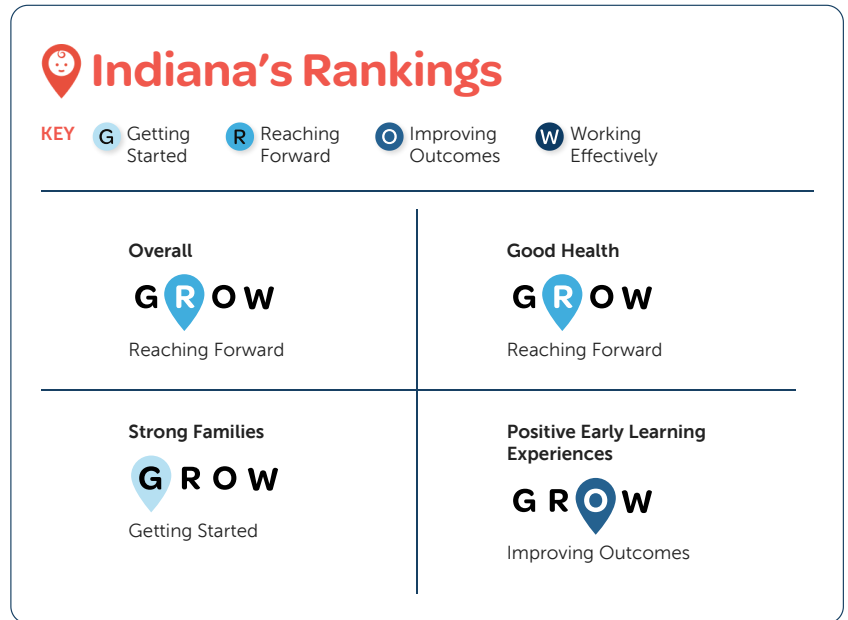 Indiana's Rankings
KEY
G Getting Started
R Reaching Forward
O Improving Outcomes
W Working Effectively
Overall
GROW
Reaching Forward
Good Health
GROW
Reaching Forward
Strong Families
GROW
Getting Started
Positive Early Learning
Experiences
GROW
Improving Outcomes